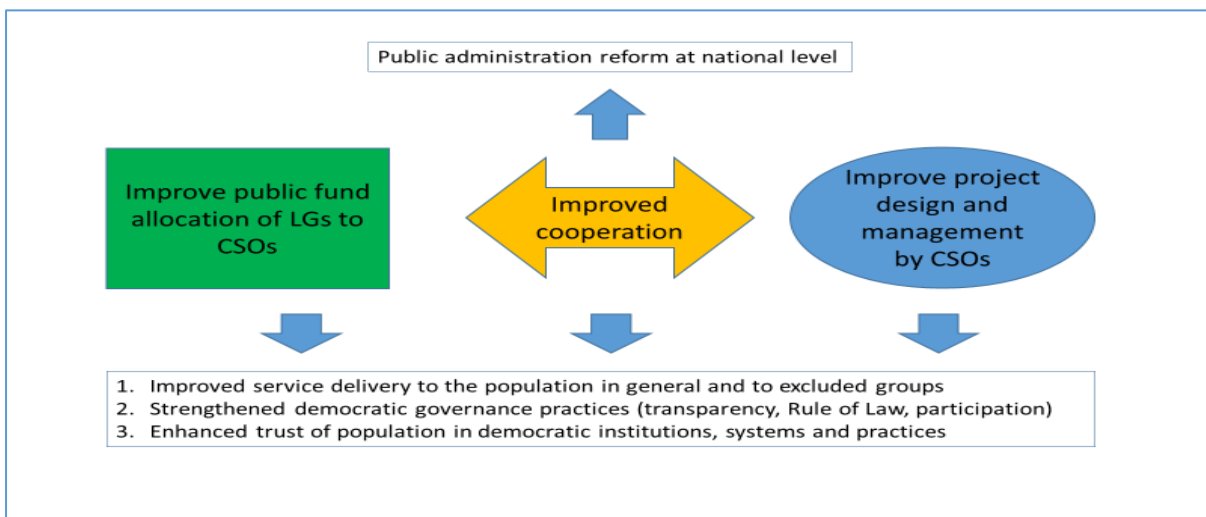 Public administration reform at national level
Improve public fund
allocation of LGs to
CSOs
Improved
cooperation
Improve project
design and
management
by CSOs
1. Improved service delivery to the population in general and to excluded groups
2. Strengthened democratic governance practices (transparency, Rule of Law, participation)
3. Enhanced trust of population in democratic institutions, systems and practices